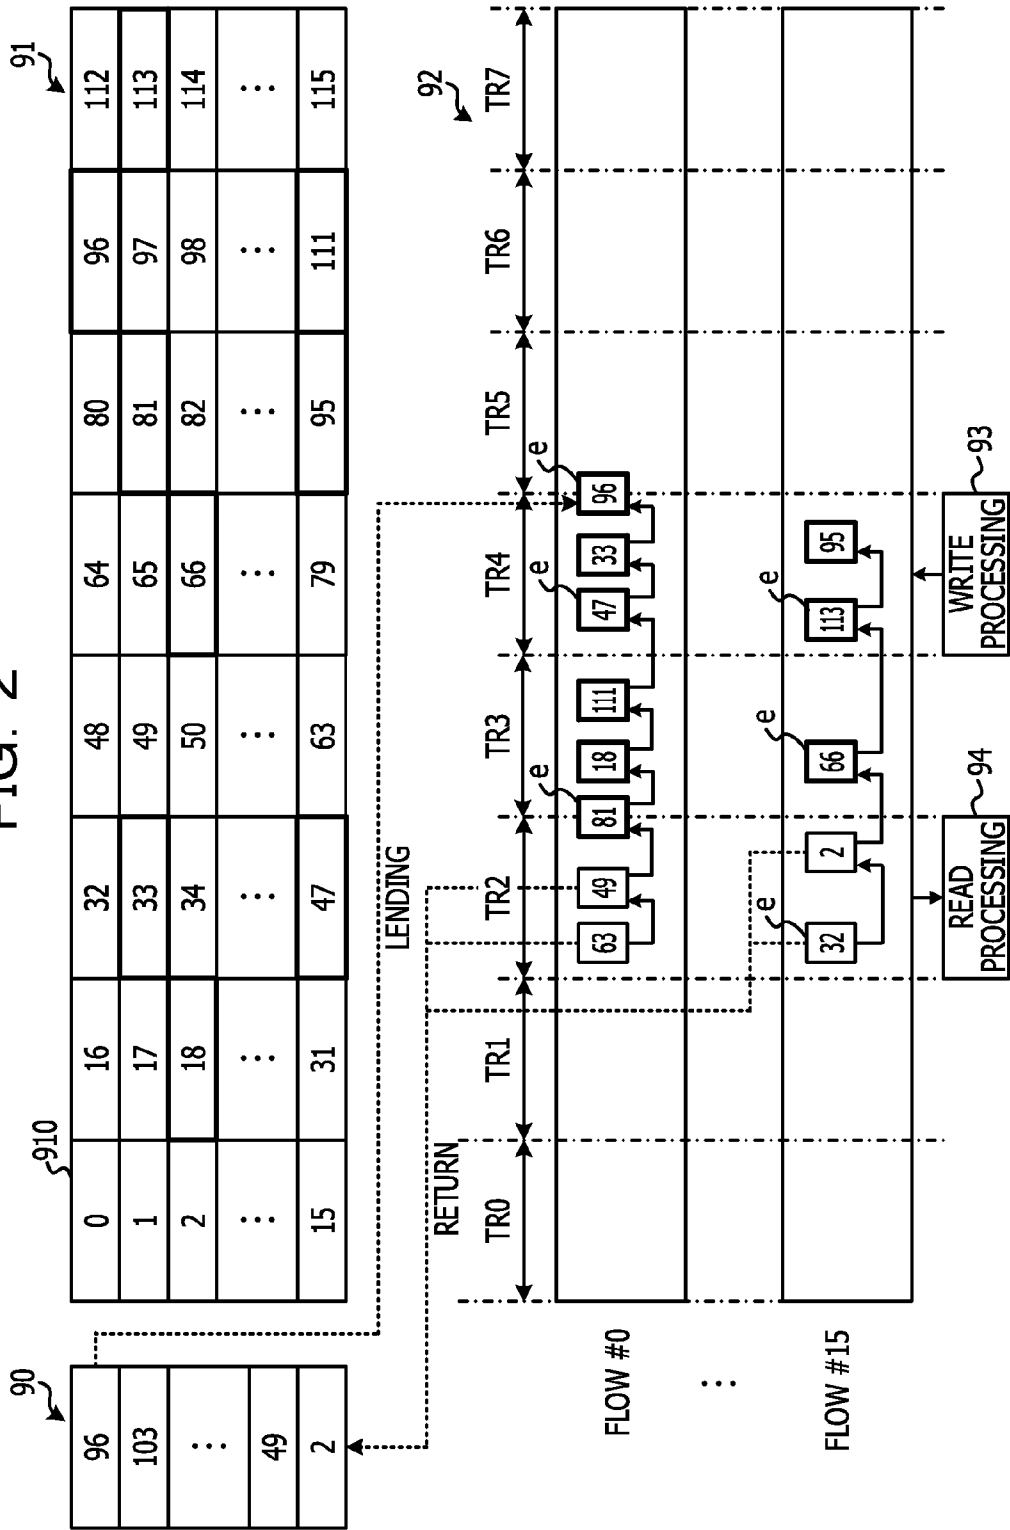 FIG. 2
90
96
103
...
49
2
910
91
0 16 32 48 64 80 96 112
1 17 33 49 65 81 97 113
2 18 34 50 66 82 98 114
... ... ... ... ... ... ... ...
15 31 47 63 79 95 111 115
LENDING
RETURN
92
TR0 TR1 TR2 TR3 TR4 TR5 TR6 TR7
e e e
FLOW #0
63 49 81 18 111 47 33 96
...
e e e
FLOW #15
32 2 66 113 95
94
READ
PROCESSING
93
WRITE
PROCESSING